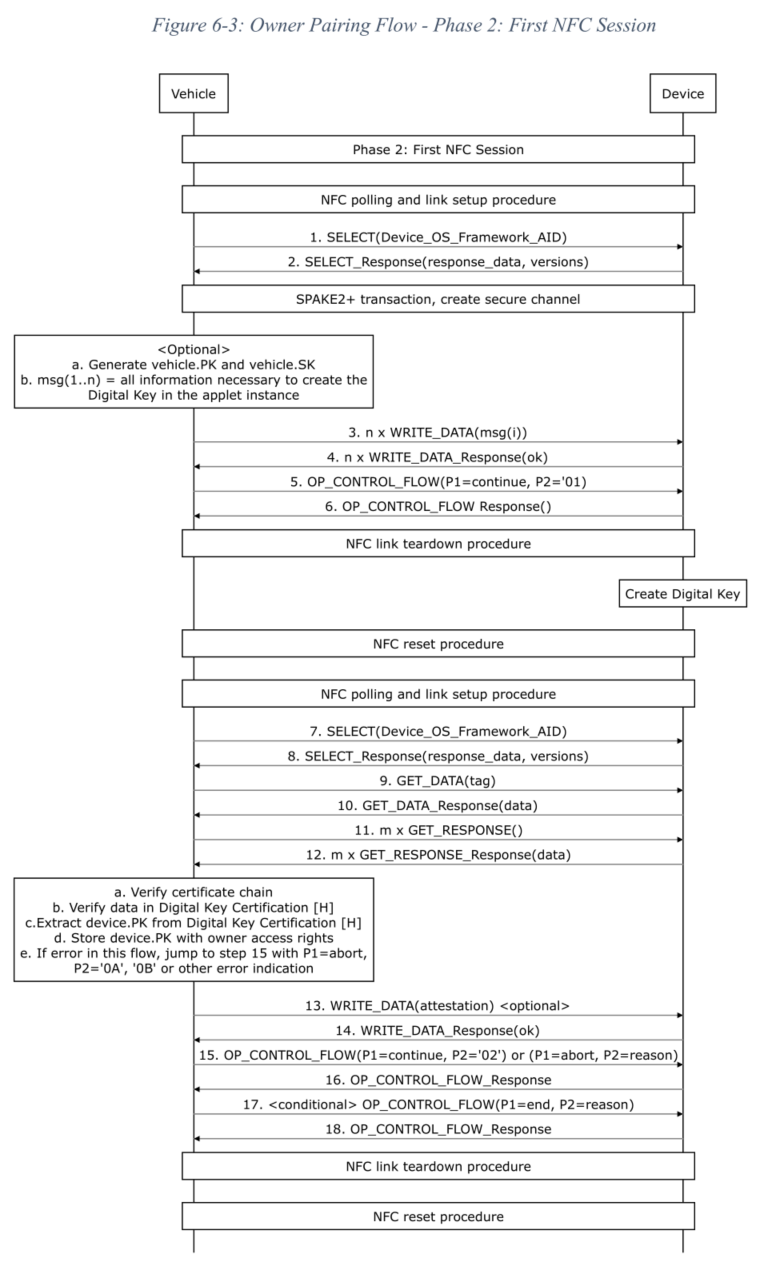 Figure 6-3: Owner Pairing Flow - Phase 2: First NFC Session
Vehicle
Device
Phase 2: First NFC Session
NFC polling and link setup procedure
1. SELECT(Device_OS_Framework_AID)
2. SELECT_Response(response_data, versions)
SPAKE2+ transaction, create secure channel
<Optional>
a. Generate vehicle.PK and vehicle.SK
b. msg(1..n) = all information necessary to create the
Digital Key in the applet instance
3. n x WRITE_DATA(msg(i))
4. n x WRITE_DATA_Response(ok)
5. OP_CONTROL_FLOW(P1=continue, P2='01)
6. OP_CONTROL_FLOW Response()
NFC link teardown procedure
Create Digital Key
NFC reset procedure
NFC polling and link setup procedure
7. SELECT(Device_OS_Framework_AID)
8. SELECT_Response(response_data, versions)
9. GET_DATA(tag)
10. GET_DATA_Response(data)
11. m x GET_RESPONSE()
12. m x GET_RESPONSE_Response(data)
a. Verify certificate chain
b. Verify data in Digital Key Certification [H]
c.Extract device.PK from Digital Key Certification [H]
d. Store device.PK with owner access rights
e. If error in this flow, jump to step 15 with P1=abort,
P2='0A', '0B' or other error indication
13. WRITE_DATA(attestation) <optional>
14. WRITE_DATA_Response(ok)
15. OP_CONTROL_FLOW(P1=continue, P2='02') or (P1=abort, P2=reason)
16. OP_CONTROL_FLOW_Response
17. <conditional> OP_CONTROL_FLOW(P1=end, P2=reason)
18. OP_CONTROL_FLOW_Response
NFC link teardown procedure
NFC reset procedure